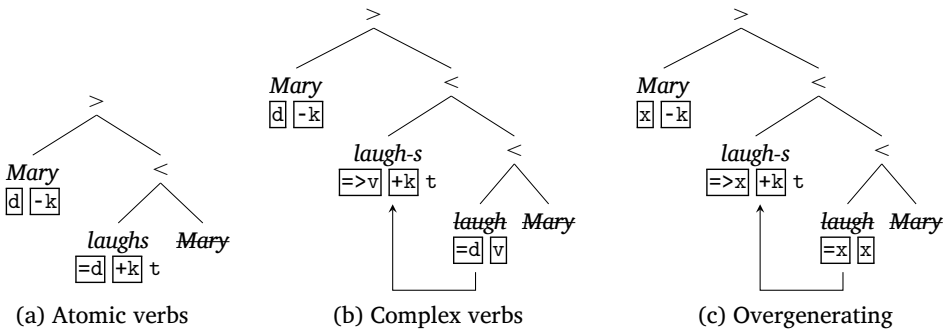 >
Mary
d -k
<
laughs
=d +k t
Mary
(a) Atomic verbs
>
Mary
d -k
<
laugh-s
=>v +k t
<
laugh
=d v
Mary
(b) Complex verbs
>
Mary
x -k
<
laugh-s
=>x +k t
<
laugh
=x x
Mary
(c) Overgenerating